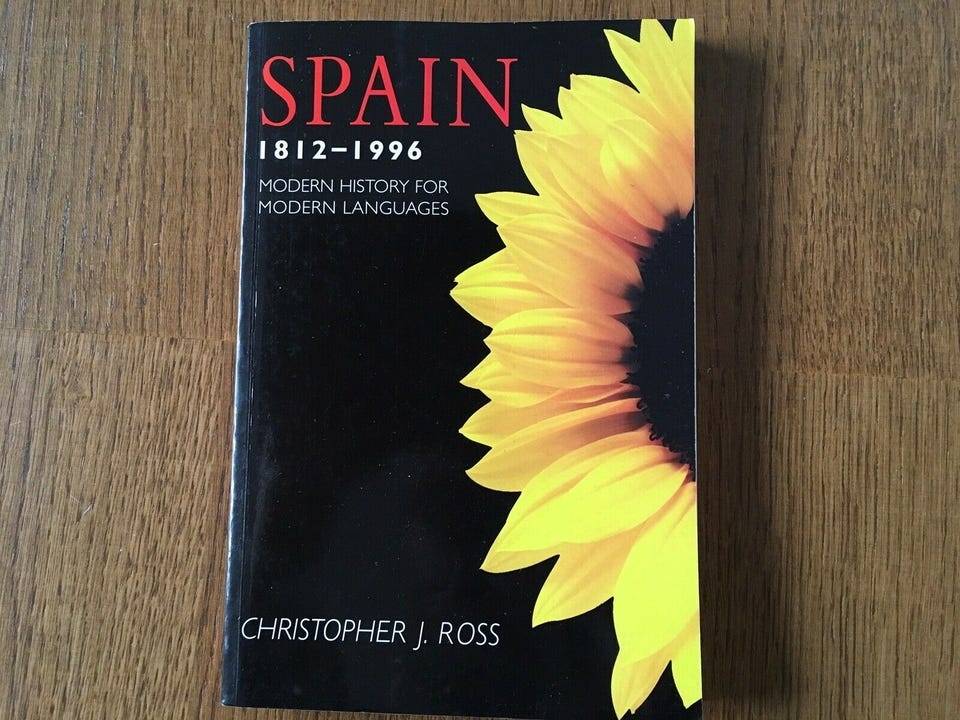 SPAIN
1812–1996
MODERN HISTORY FOR
MODERN LANGUAGES
CHRISTOPHER J. ROSS